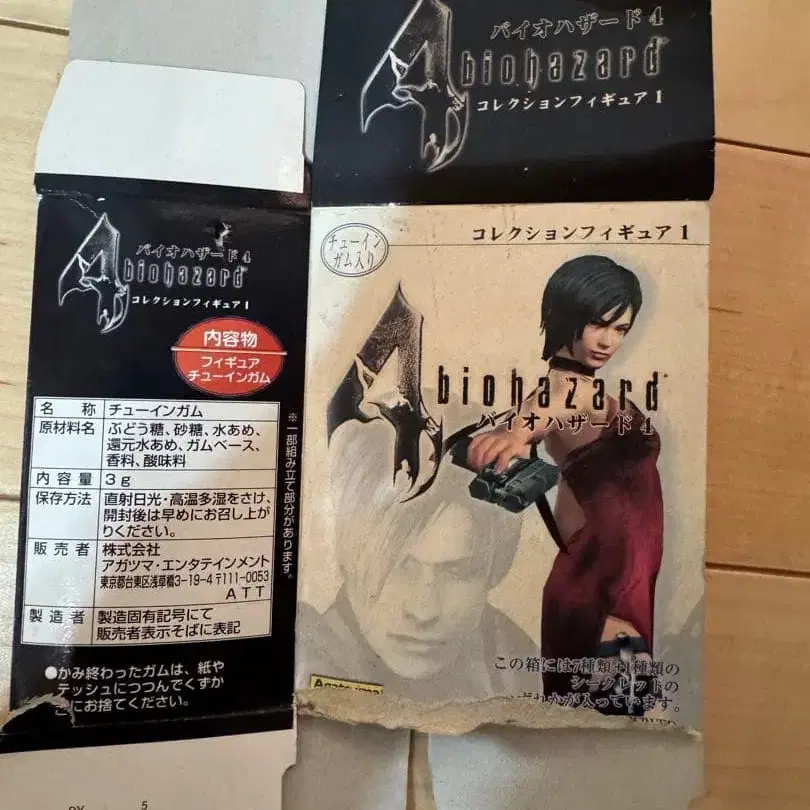 バイオハザード 4
biohazard
コレクションフィギュア 1
バイオハザード 4
biohazard
コレクションフィギュア 1
内容物
フィギュア
チューインガム
名 称 チューインガム
原材料名 ぶどう糖、砂糖、水あめ、
還元水あめ、ガムベース、
香料、酸味料
内 容 量 3g
保存方法 直射日光・高温多湿をさけ、
開封後は早めにお召し上が
りください。
販 売 者 株式会社
アガツマ・エンタテインメント
東京都台東区浅草橋3-19-4 〒111-0053
ATT
製 造 者 製造固有記号にて
販売者表示そばに表記
●かみ終わったガムは、紙や
テッシュにつつんでくずか
にお捨てください。
※一部組み立て部分があります。
チューイン
ガム入り
コレクションフィギュア 1
4
biohazard
バイオハザード 4
この箱には7種類+1種類の
シークレットの
いずれかが入っています。
5